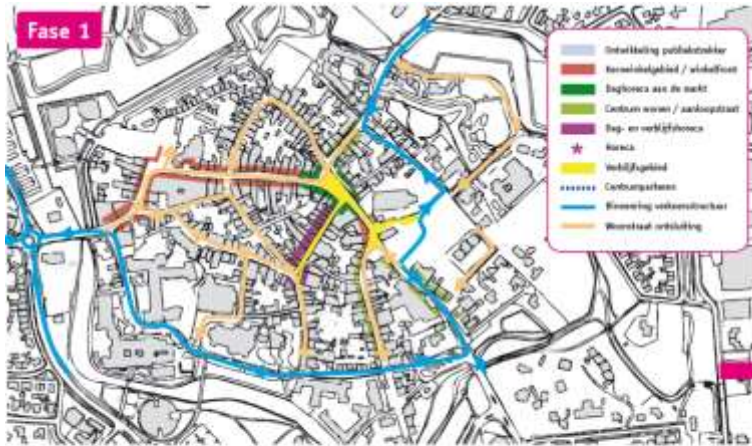 Fase 1
Ontwikkeling publiekstrekker
Kernwinkelgebied / winkelfront
Daghoreca aan de markt
Centrum wonen / aanloopstraat
Dag- en verblijfshoreca
Horeca
Verblijfsgebied
Centrumparkeren
Binnenring verkeersstructuur
Woonstraat ontsluiting